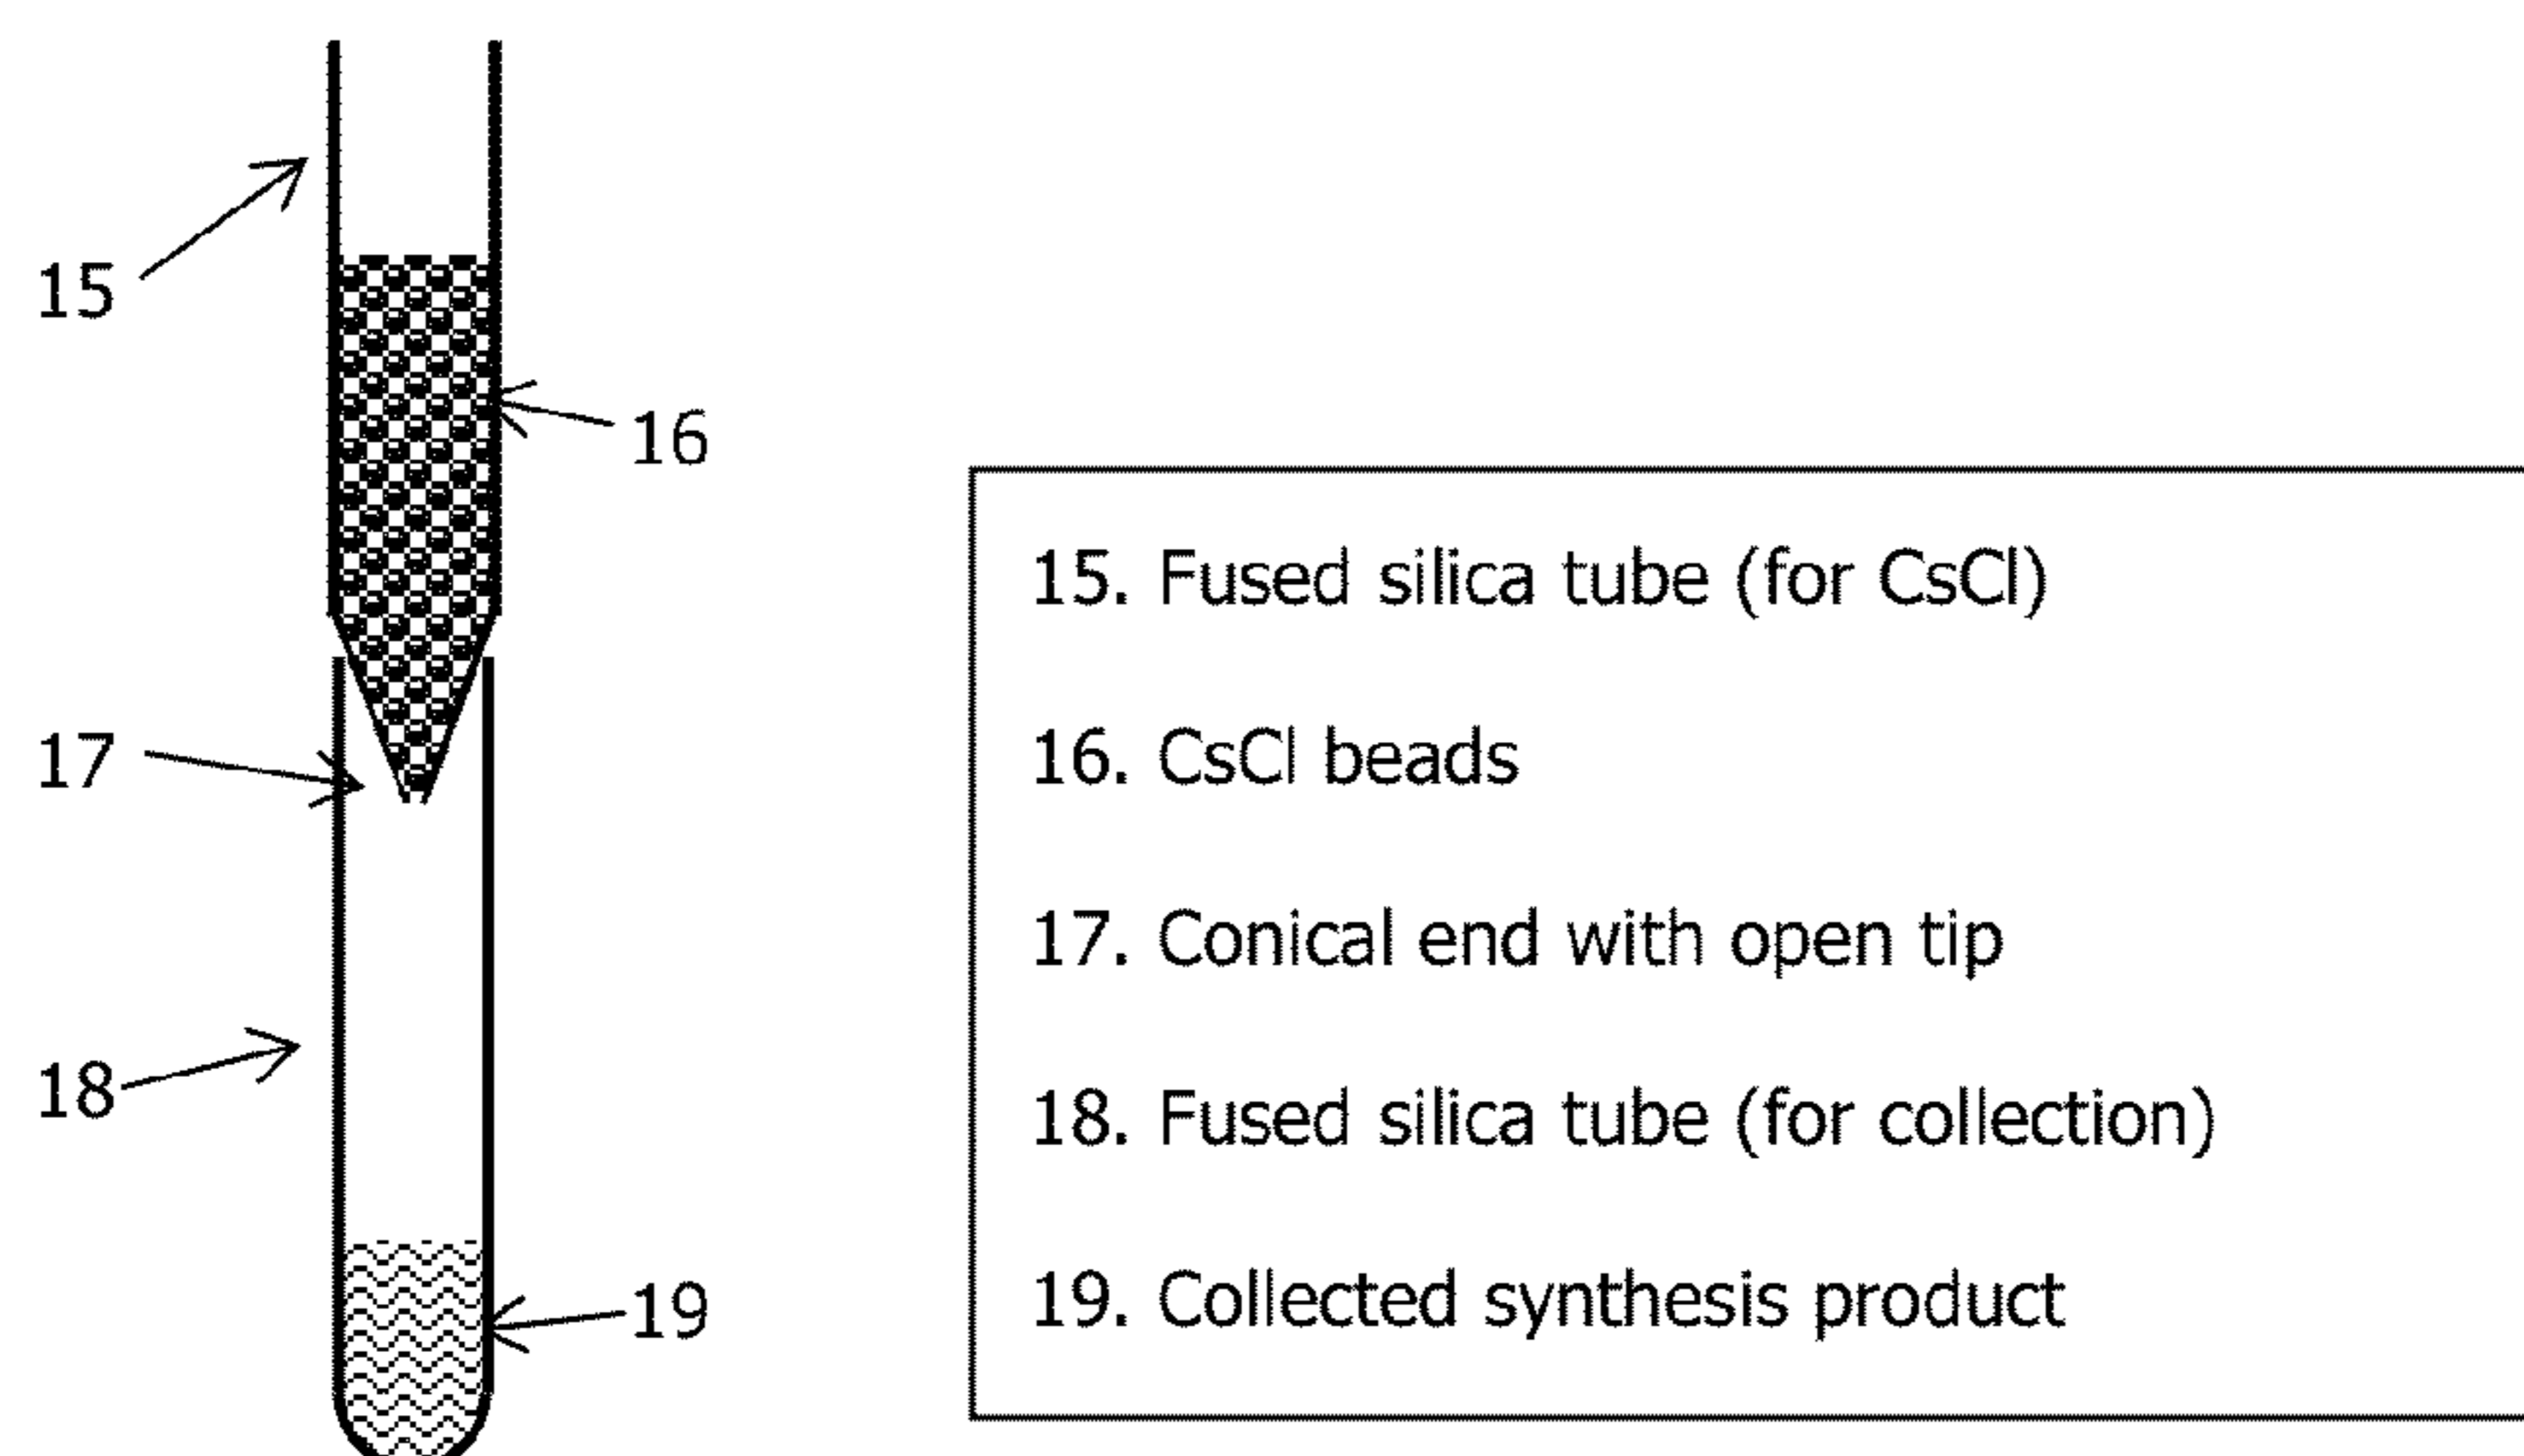 15
16
17
18
19
15. Fused silica tube (for CsCl)
16. CsCl beads
17. Conical end with open tip
18. Fused silica tube (for collection)
19. Collected synthesis product